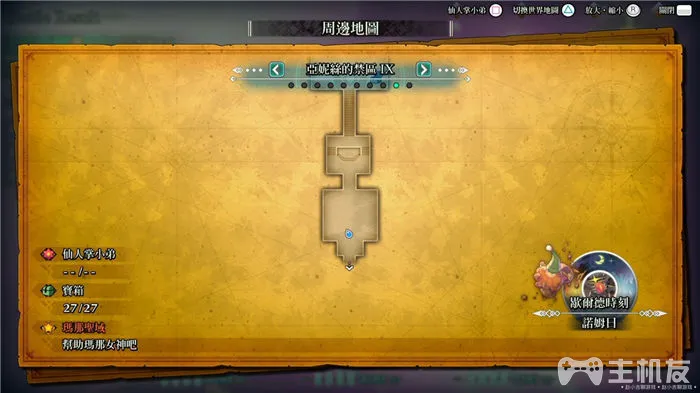 仙人掌小弟 切換世界地圖 放大・縮小 R 關閉
周邊地圖
亞妮絲的禁區 IX
仙人掌小弟
--/--
寶箱
27/27
瑪那聖域
幫助瑪那女神吧
歇爾德時刻
諾姆日
主机友